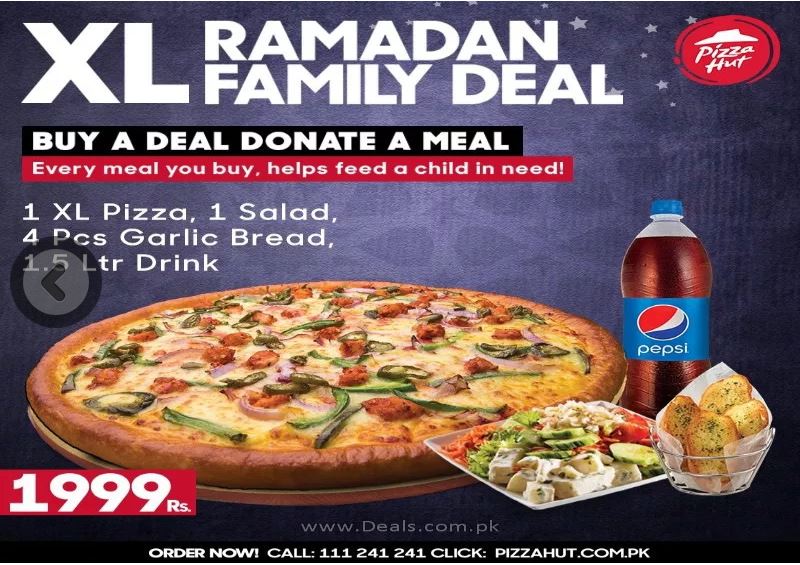 XL RAMADAN
FAMILY DEAL
Pizza
Hut
BUY A DEAL DONATE A MEAL
Every meal you buy, helps feed a child in need!
1 XL Pizza, 1 Salad,
4 Pcs Garlic Bread,
1.5 Ltr Drink
pepsi
1999 Rs.
www.Deals.com.pk
ORDER NOW! CALL: 111 241 241 CLICK: PIZZAHUT.COM.PK